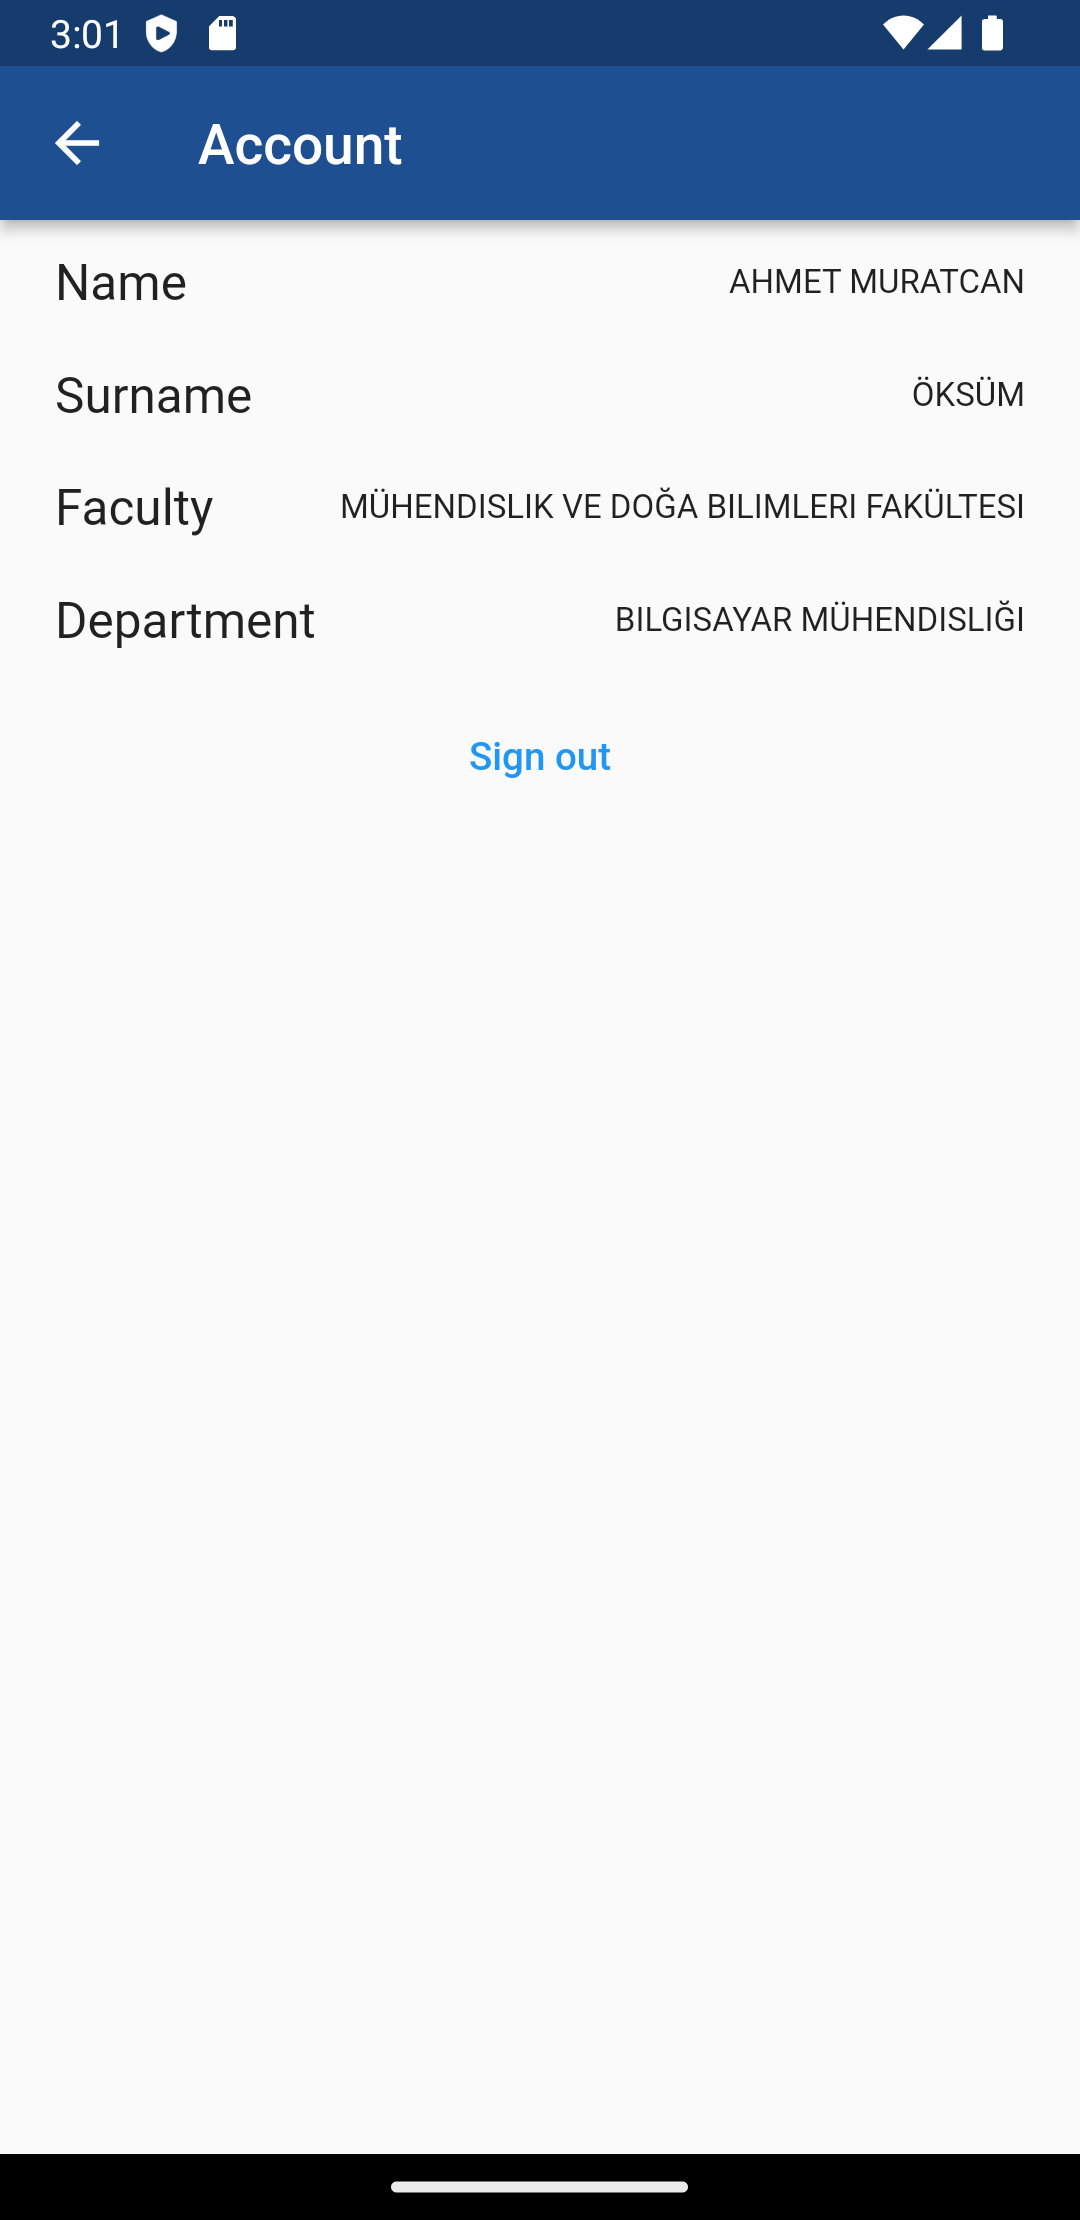 3:01
Account
Name AHMET MURATCAN
Surname ÖKSÜM
Faculty MÜHENDISLIK VE DOĞA BILIMLERI FAKÜLTESI
Department BILGISAYAR MÜHENDISLIĞI
Sign out